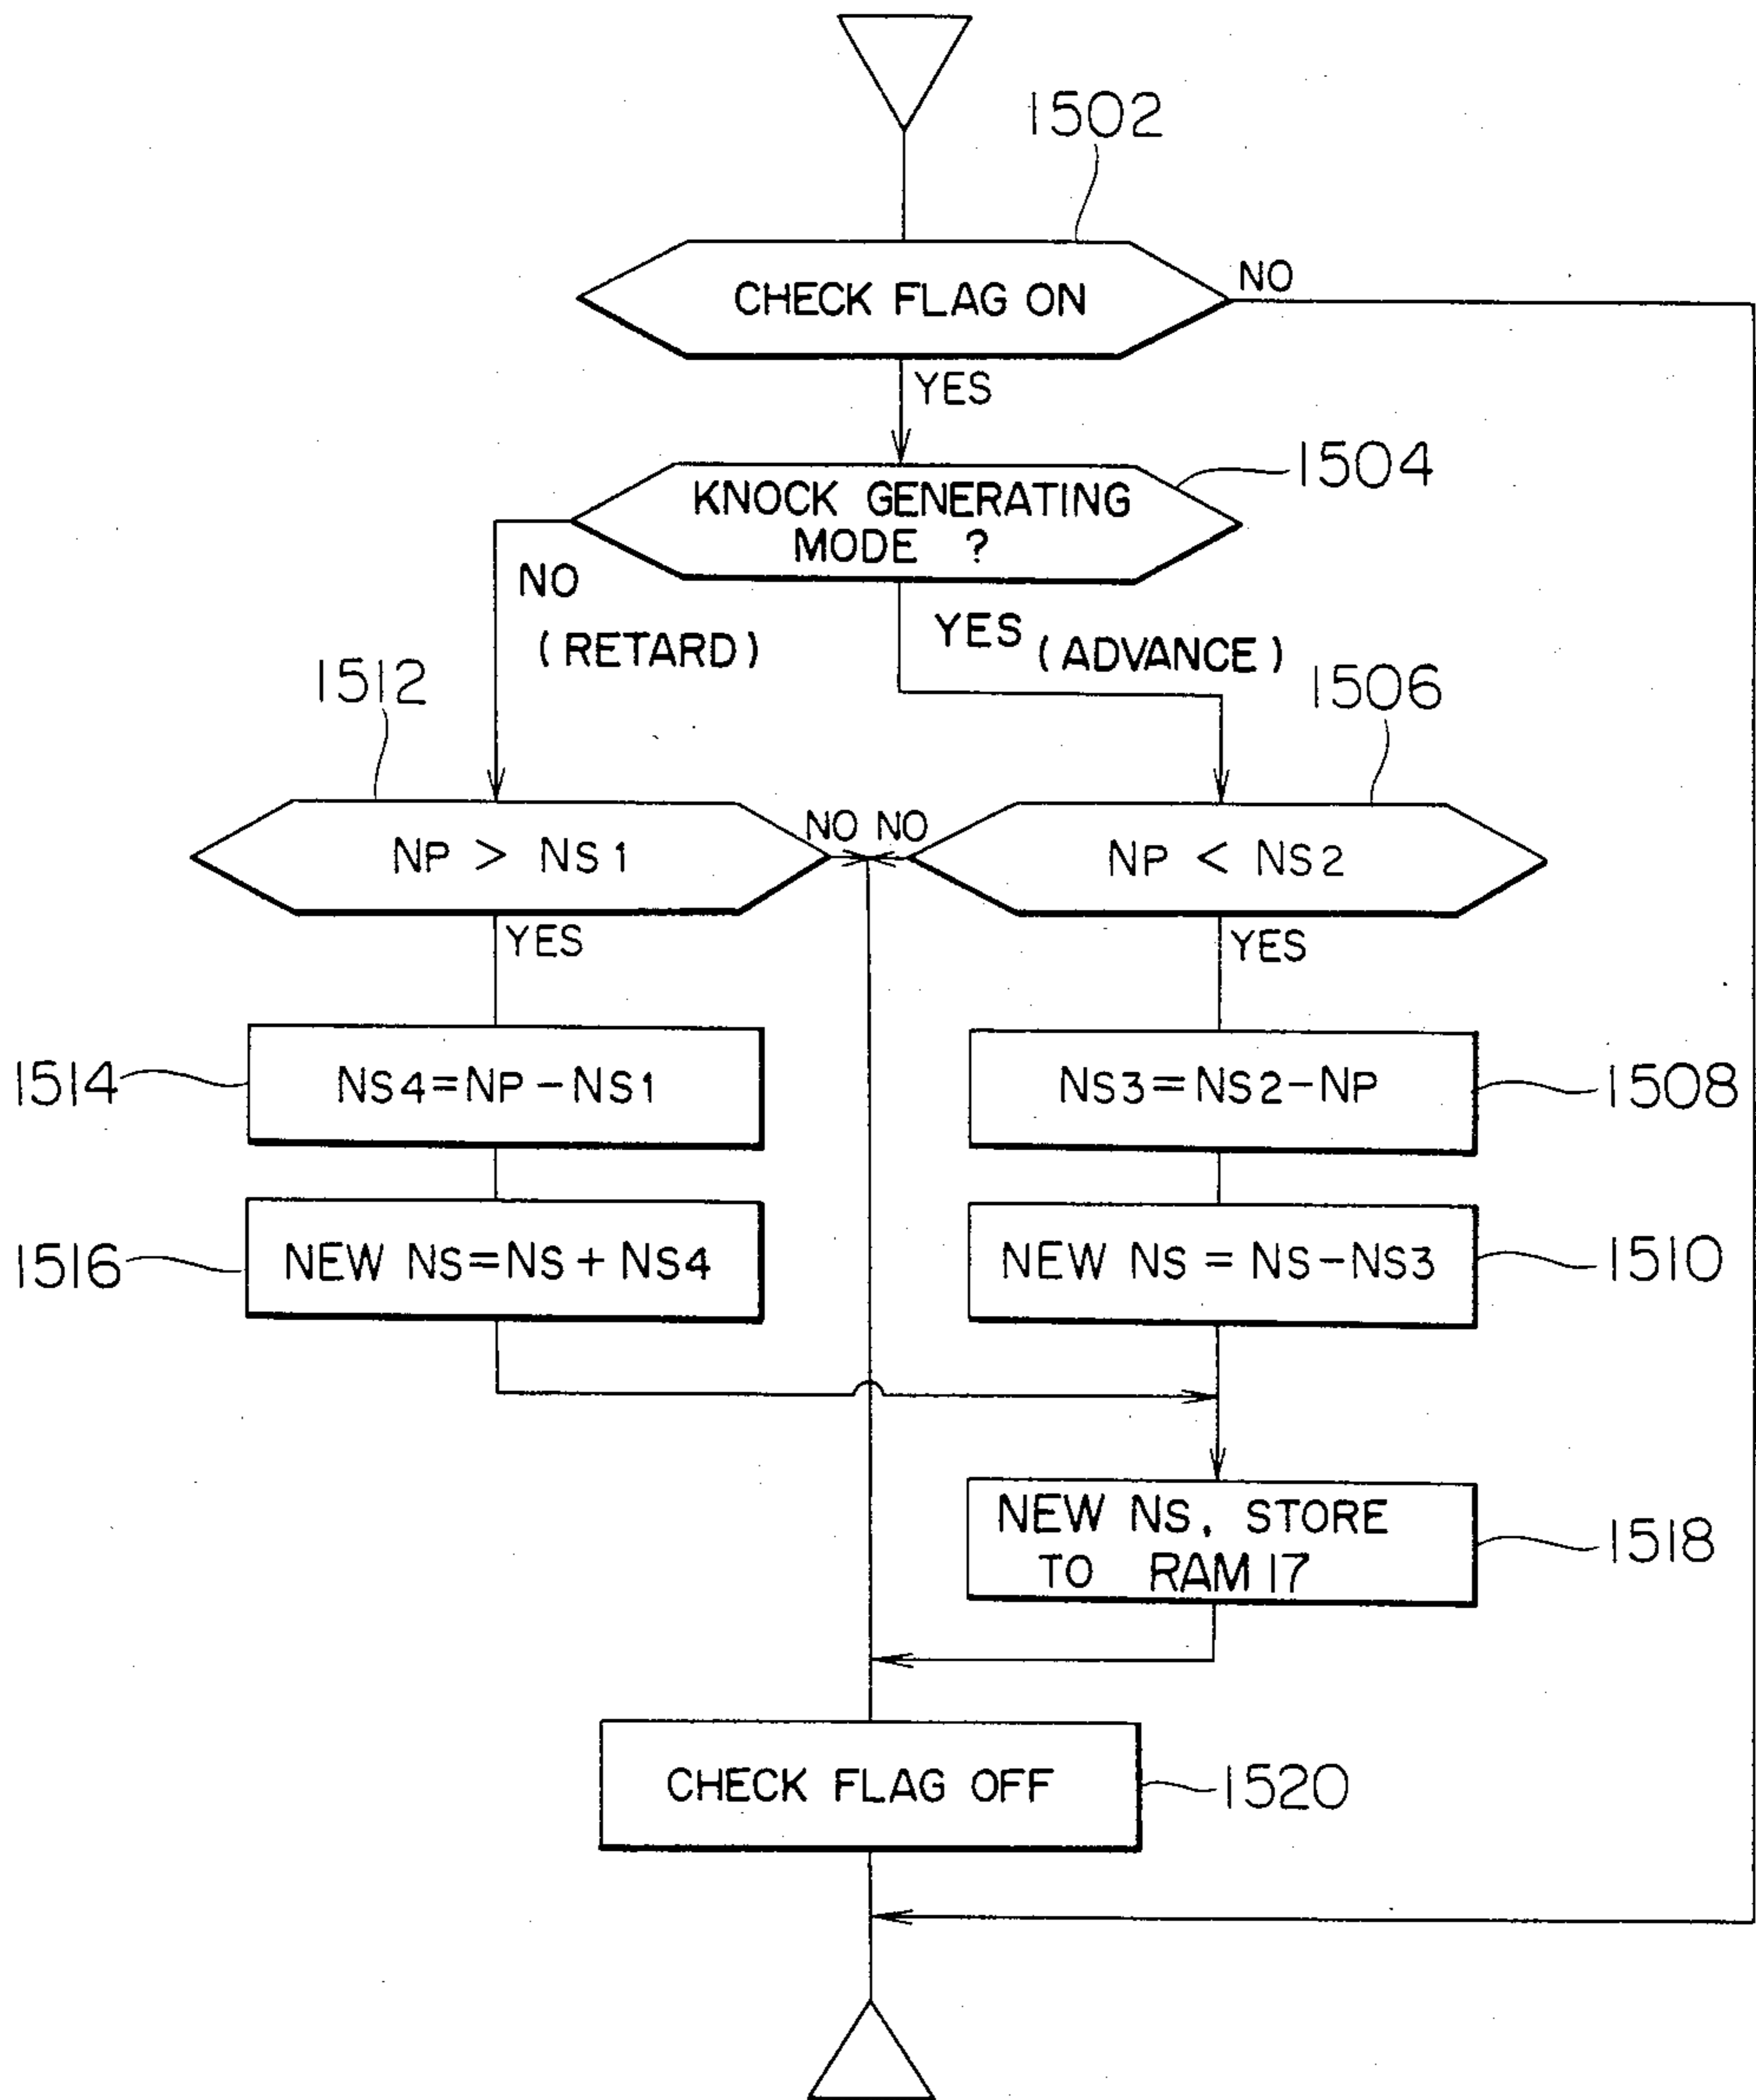 1502
CHECK FLAG ON
NO
YES
1504
KNOCK GENERATING
MODE ?
NO
(RETARD)
YES (ADVANCE)
1512
1506
NP > NS1
NO NO
NP < NS2
YES
YES
1514
NS4=NP-NS1
NS3=NS2-NP
1508
1516
NEW NS=NS+NS4
NEW NS=NS-NS3
1510
NEW NS, STORE
TO RAM 17
1518
CHECK FLAG OFF
1520